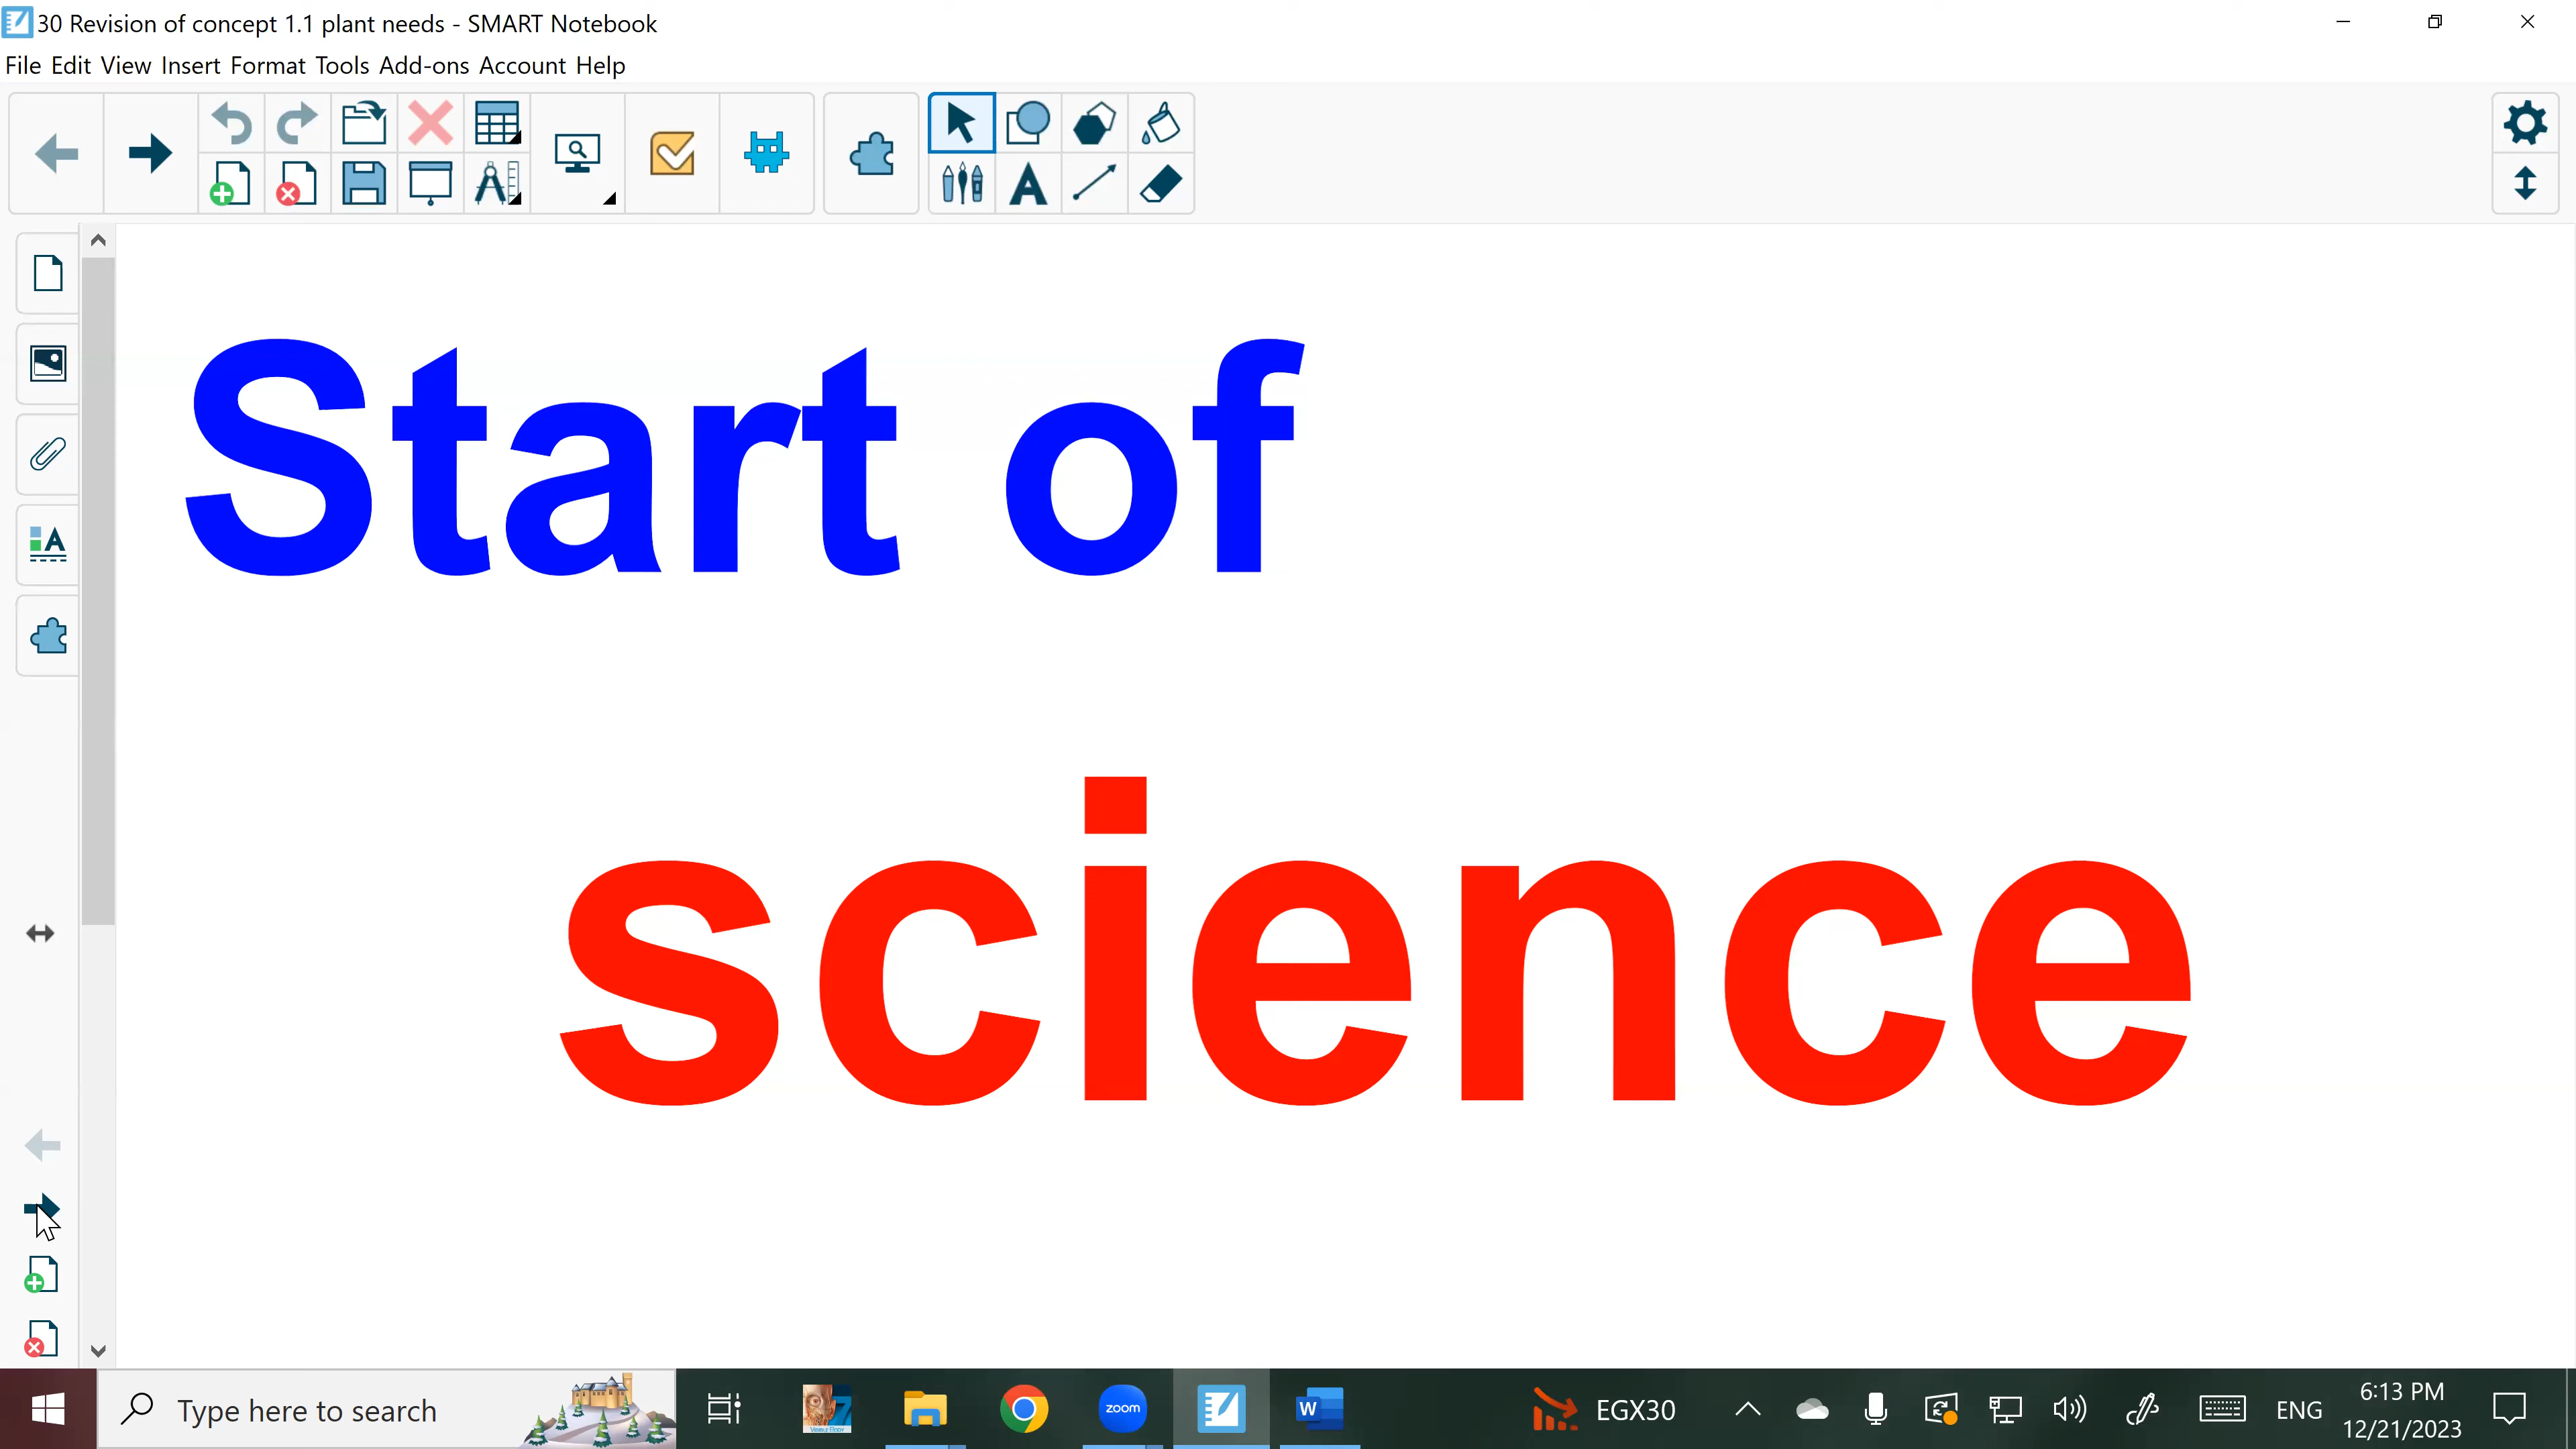 30 Revision of concept 1.1 plant needs - SMART Notebook
File Edit View Insert Format Tools Add-ons Account Help
Start of
science
Type here to search
zoom
W
EGX30
ENG
6:13 PM
12/21/2023